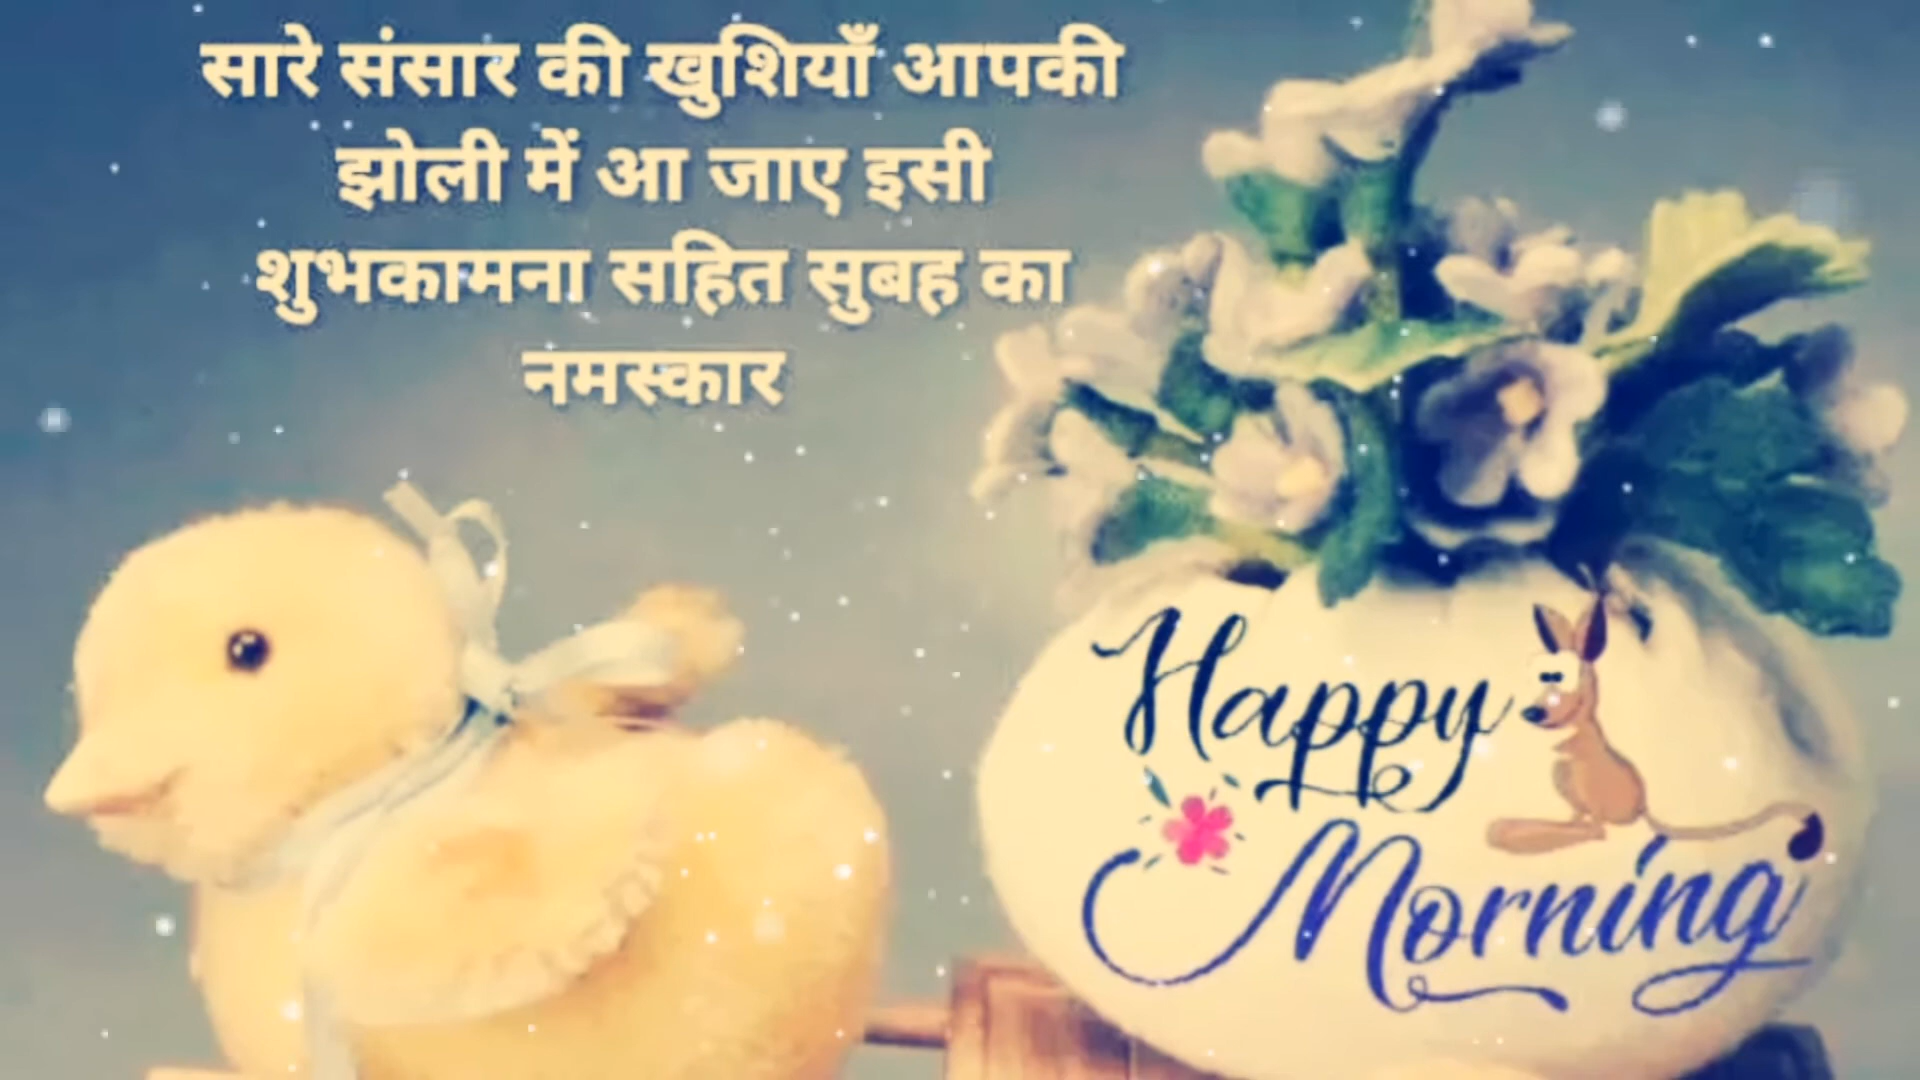 सारे संसार की खुशियाँ आपकी
झोली में आ जाए इसी
शुभकामना सहित सुबह का
नमस्कार
Happy
Morning